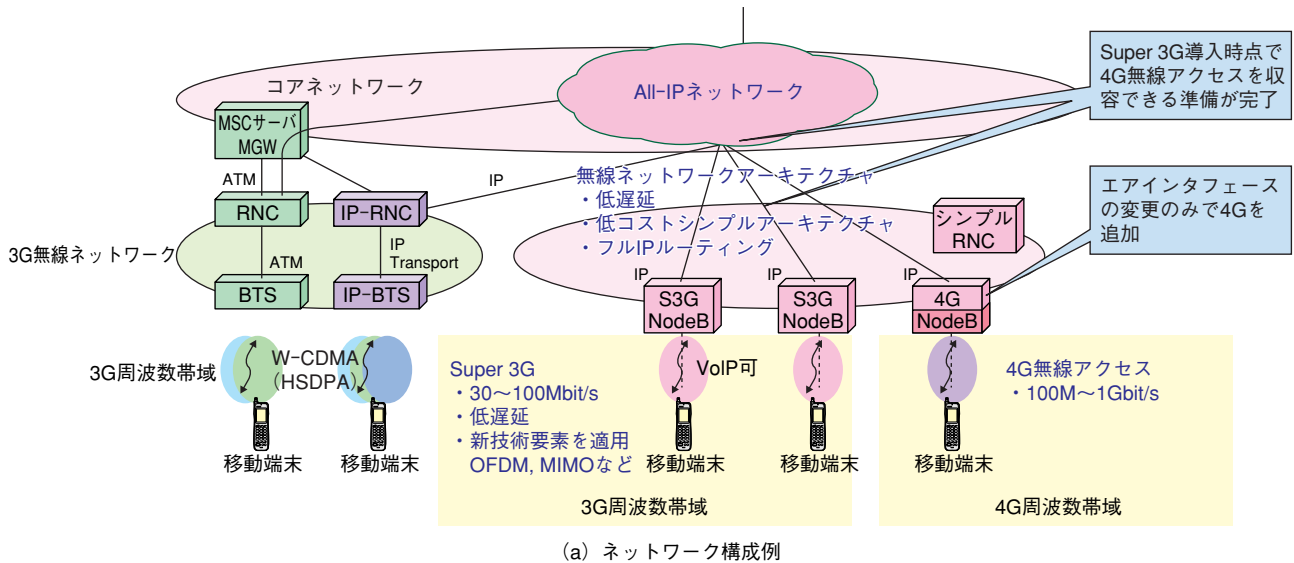 コアネットワーク
All-IPネットワーク
Super 3G導入時点で
4G無線アクセスを収
容できる準備が完了
MSCサーバ
MGW
ATM
IP
無線ネットワークアーキテクチャ
・低遅延
・低コストシンプルアーキテクチャ
・フルIPルーティング
エアインタフェース
の変更のみで4Gを
追加
RNC
IP-RNC
シンプル
RNC
3G無線ネットワーク
ATM
IP
Transport
IP
IP
IP
BTS
IP-BTS
S3G
NodeB
S3G
NodeB
4G
NodeB
3G周波数帯域
W-CDMA
(HSDPA)
Super 3G
・30〜100Mbit/s
・低遅延
・新技術要素を適用
OFDM, MIMOなど
VoIP可
4G無線アクセス
・100M〜1Gbit/s
移動端末
移動端末
移動端末
移動端末
移動端末
3G周波数帯域
4G周波数帯域
(a) ネットワーク構成例